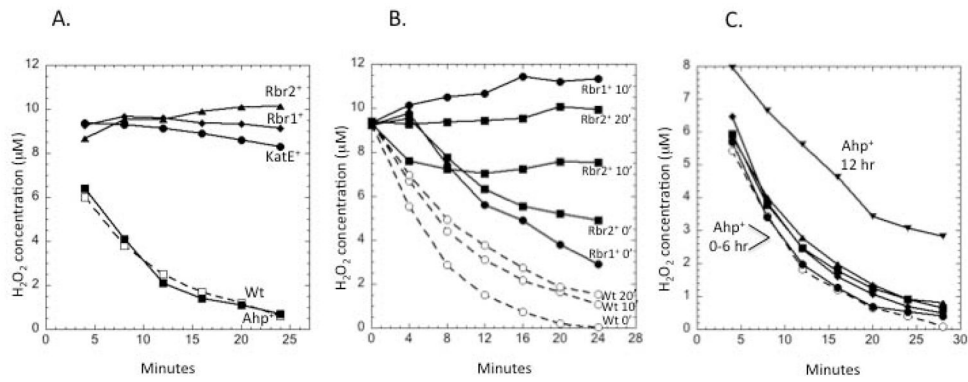 A.
B.
C.
H₂O₂ concentration (µM)
12
10
8
6
4
2
0
Rbr2⁺
Rbr1⁺
KatE⁺
Wt
Ahp⁺
0 5 10 15 20 25
Minutes
H₂O₂ concentration (µM)
12
10
8
6
4
2
0
Rbr1⁺ 10'
Rbr2⁺ 20'
Rbr2⁺ 10'
Rbr2⁺ 0'
Rbr1⁺ 0'
Wt 20'
Wt 10'
Wt 0'
0 4 8 12 16 20 24 28
Minutes
H₂O₂ concentration (µM)
8
7
6
5
4
3
2
1
0
Ahp⁺
12 hr
Ahp⁺
0-6 hr
0 5 10 15 20 25 30
Minutes